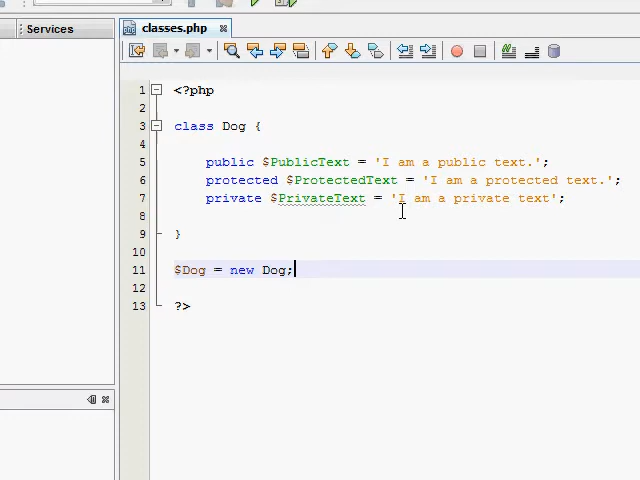 Services
classes.php
1 <?php
2
3 class Dog {
4
5 public $PublicText = 'I am a public text.';
6 protected $ProtectedText = 'I am a protected text.';
7 private $PrivateText = 'I am a private text';
8
9 }
10
11 $Dog = new Dog;
12
13 ?>